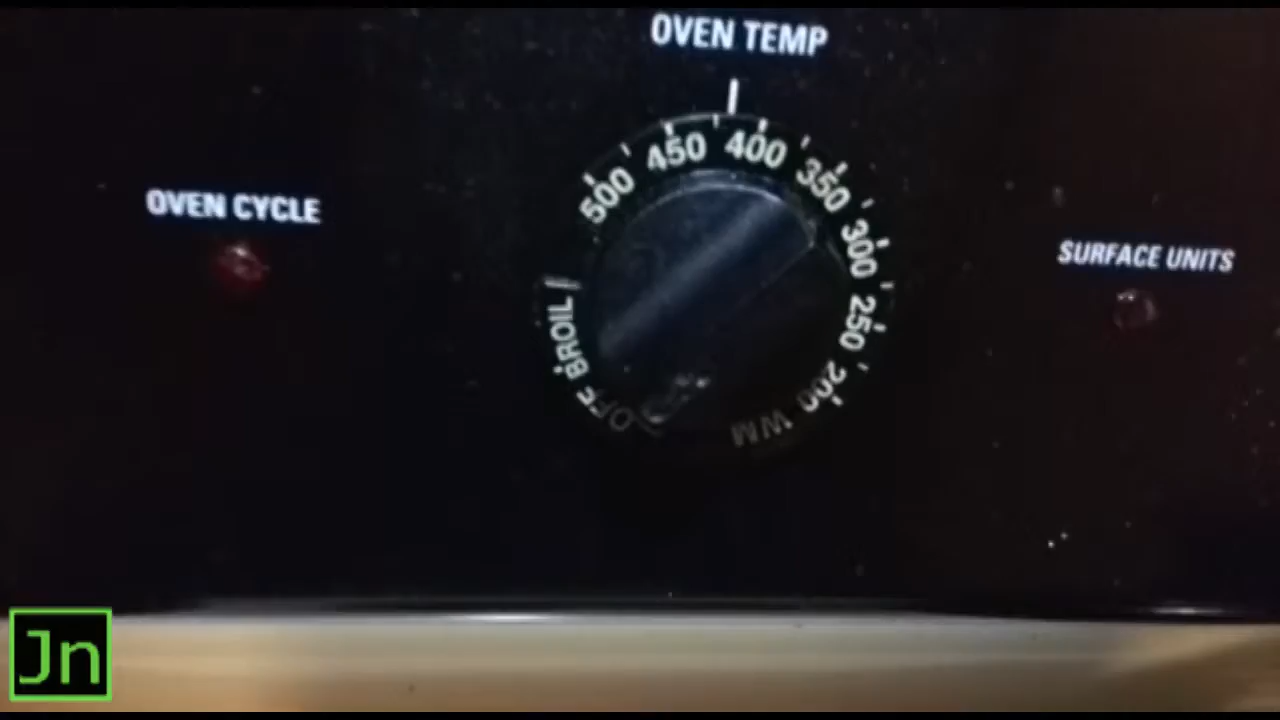 OVEN TEMP
450 400
500 350
OVEN CYCLE
300
SURFACE UNITS
BROIL 250
OFF WM 200
Jn